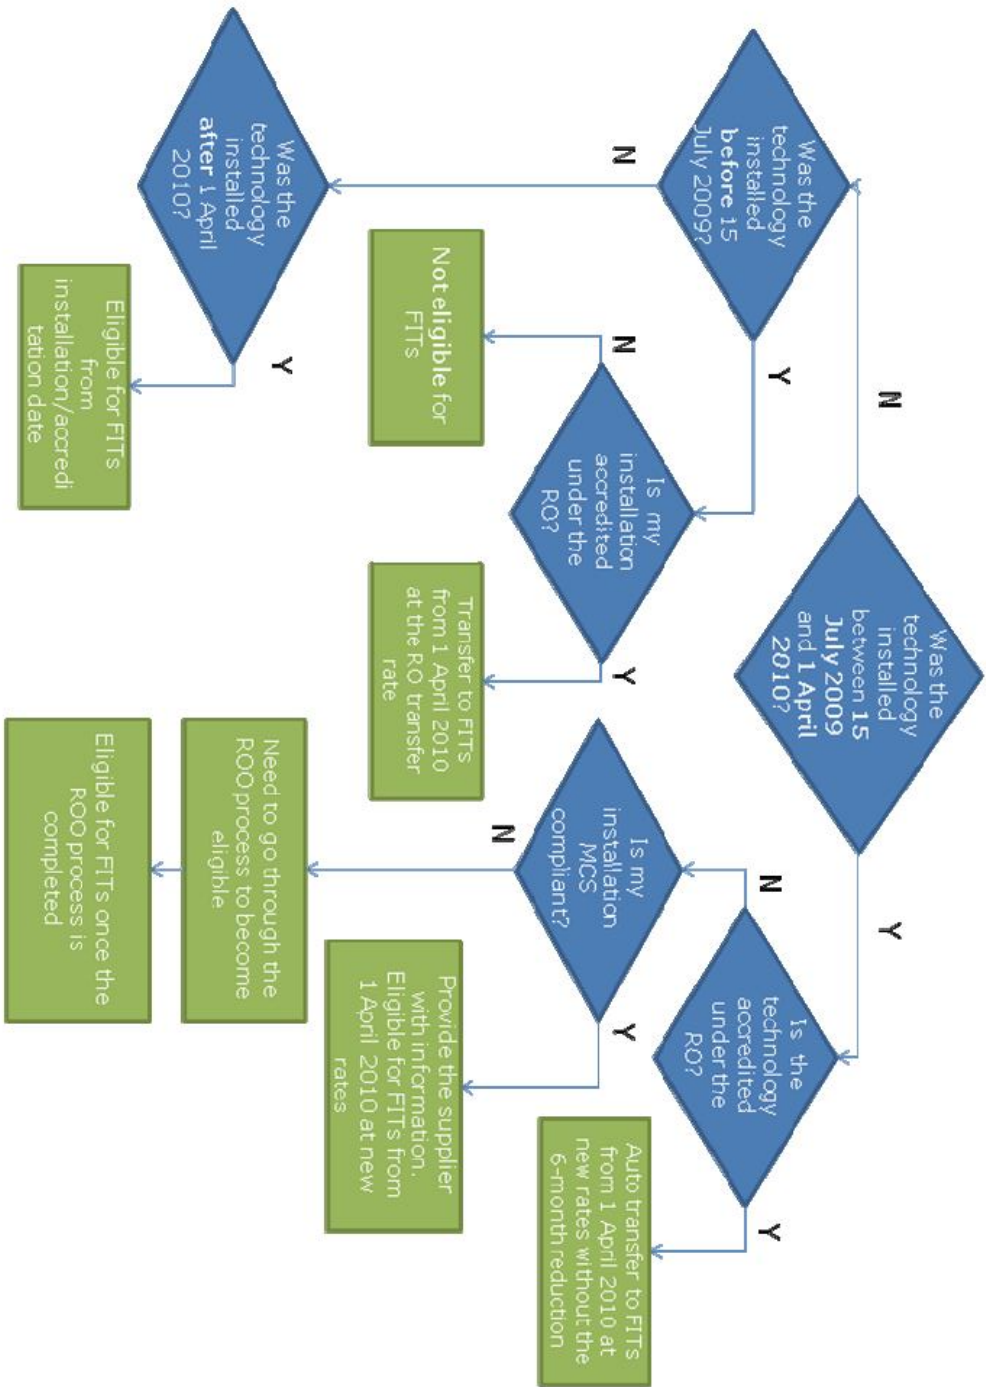 Was the
technology
installed
between 15
July 2009
and 1 April
2010?
N
Y
Was the
technology
installed
before 15
July 2009?
N
Y
Is the
technology
accredited
under the
RO?
N
Y
Is my
installation
accredited
under the
RO?
N
Y
Is my
installation
MCS
compliant?
N
Y
Auto transfer to FITs
from 1 April 2010 at
new rates without the
6-month reduction
Not eligible for
FITs
Transfer to FITs
from 1 April 2010
at the RO transfer
rate
Provide the supplier
with information.
Eligible for FITs from
1 April 2010 at new
rates
Was the
technology
installed
after 1 April
2010?
Y
Need to go through the
ROO process to become
eligible
Eligible for FITs
from
installation/accredi
tation date
Eligible for FITs once the
ROO process is
completed